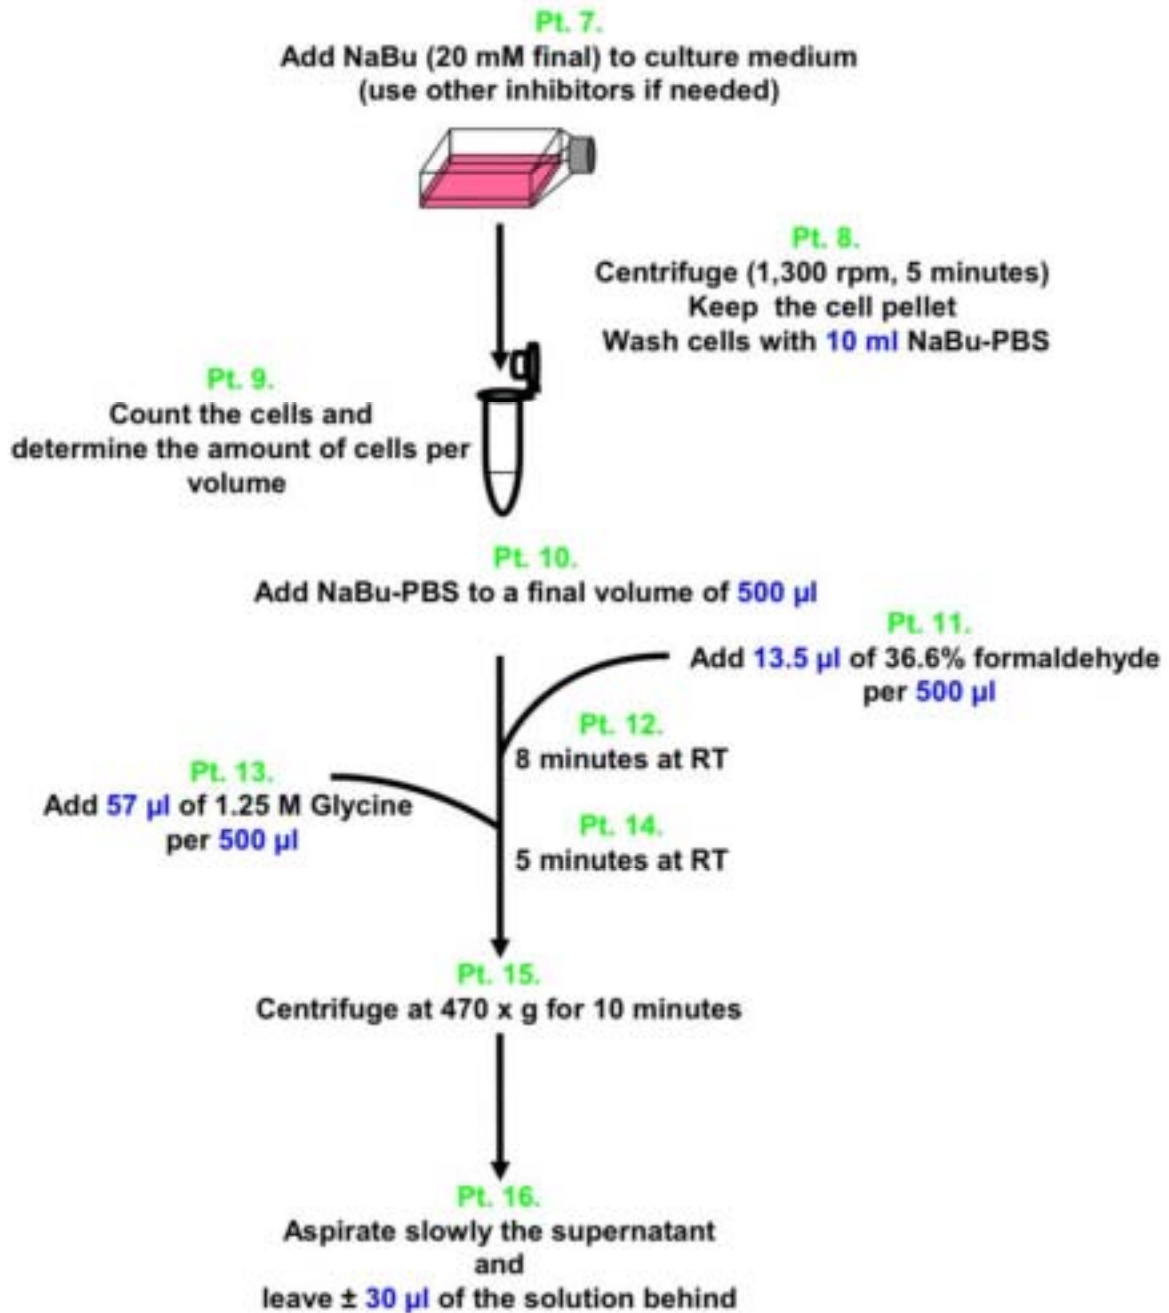 Pt. 7.
Add NaBu (20 mM final) to culture medium
(use other inhibitors if needed)
Pt. 8.
Centrifuge (1,300 rpm, 5 minutes)
Keep the cell pellet
Wash cells with 10 ml NaBu-PBS
Pt. 9.
Count the cells and
determine the amount of cells per
volume
Pt. 10.
Add NaBu-PBS to a final volume of 500 µl
Pt. 11.
Add 13.5 µl of 36.6% formaldehyde
per 500 µl
Pt. 12.
8 minutes at RT
Pt. 13.
Add 57 µl of 1.25 M Glycine
per 500 µl
Pt. 14.
5 minutes at RT
Pt. 15.
Centrifuge at 470 x g for 10 minutes
Pt. 16.
Aspirate slowly the supernatant
and
leave ± 30 µl of the solution behind